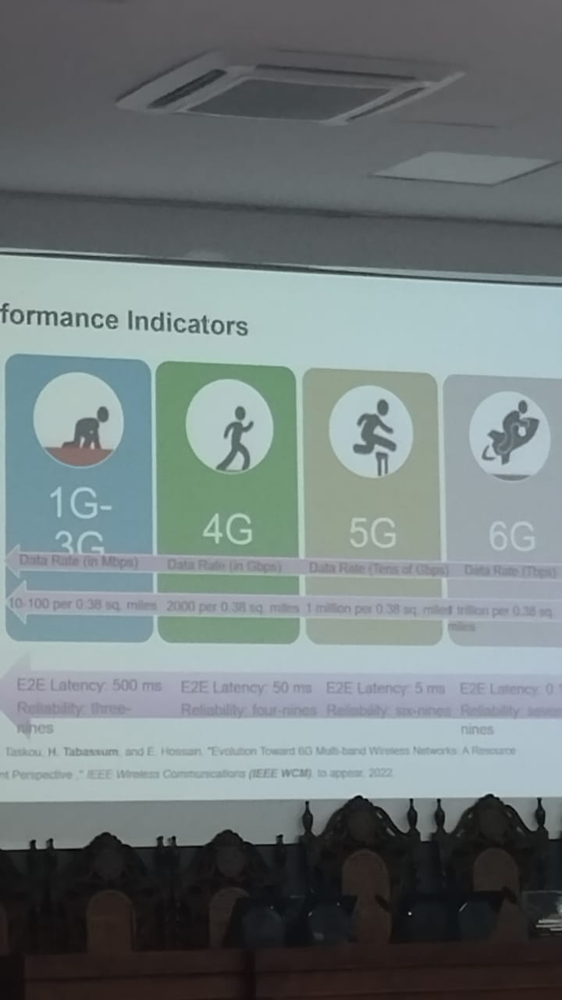 formance Indicators
1G-
3G
4G
5G
6G
Data Rate (in Mbps) Data Rate (in Gbps) Data Rate (Tens of Gbps) Data Rate (Tbps)
10-100 per 0.38 sq. miles 2000 per 0.38 sq. miles 1 million per 0.38 sq. miles trillion per 0.38 sq.
miles
E2E Latency: 500 ms E2E Latency: 50 ms E2E Latency: 5 ms E2E Latency: 0.1
Reliability: three- Reliability: four-nines Reliability: six-nines Reliability:
nines nines
Taskou, H. Tabassum, and E. Hossain, "Evolution Toward 6G Multi-band Wireless Networks: A Resource
nt Perspective," IEEE Wireless Communications (IEEE WCM), to appear, 2022.